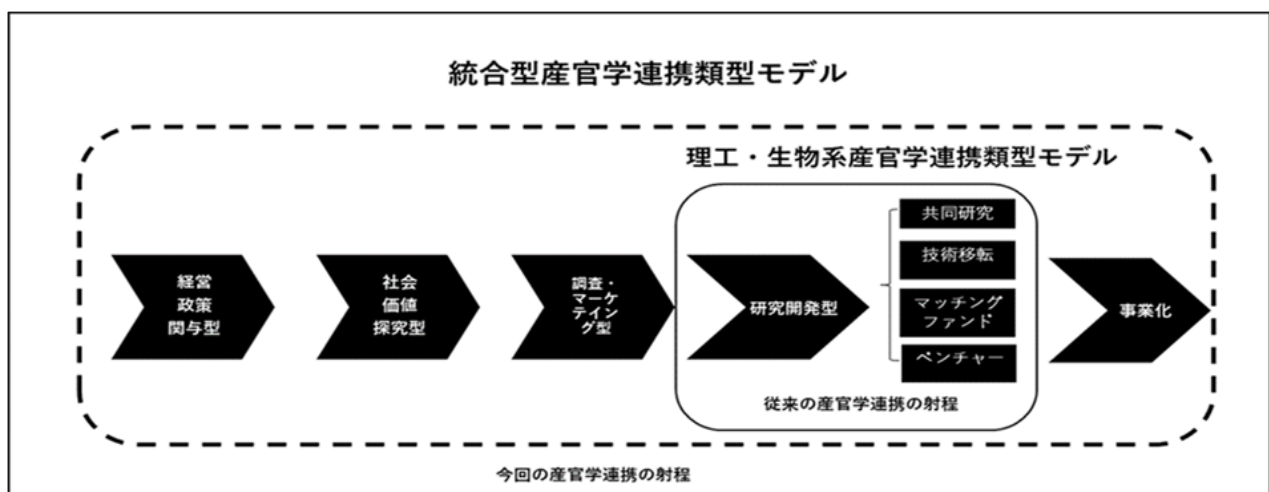 統合型産官学連携類型モデル
理工・生物系産官学連携類型モデル
経営
政策
関与型
社会
価値
探究型
調査・
マーケ
テイン
グ型
研究開発型
共同研究
技術移転
マッチング
ファンド
ベンチャー
事業化
従来の産官学連携の射程
今回の産官学連携の射程